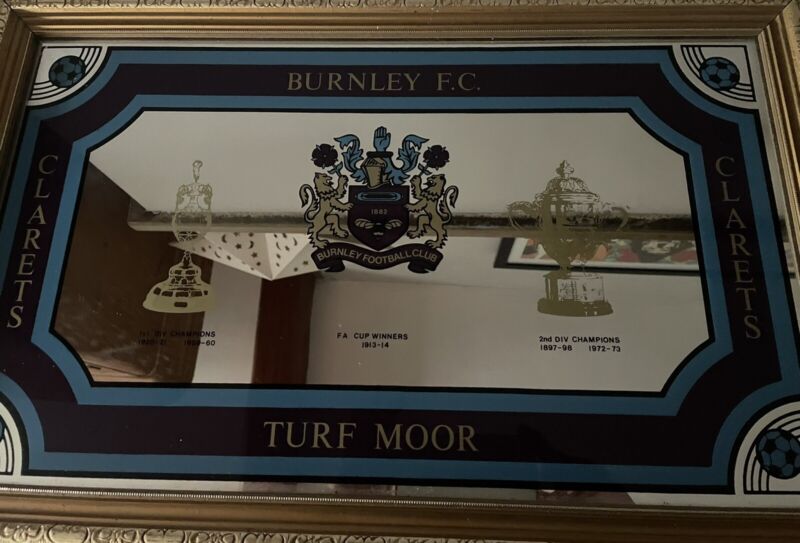 BURNLEY F.C.
CLARETS
CLARETS
1882
BURNLEY FOOTBALL CLUB
1st DIV CHAMPIONS
1920-21 1959-60
F A CUP WINNERS
1913-14
2nd DIV CHAMPIONS
1897-98 1972-73
TURF MOOR